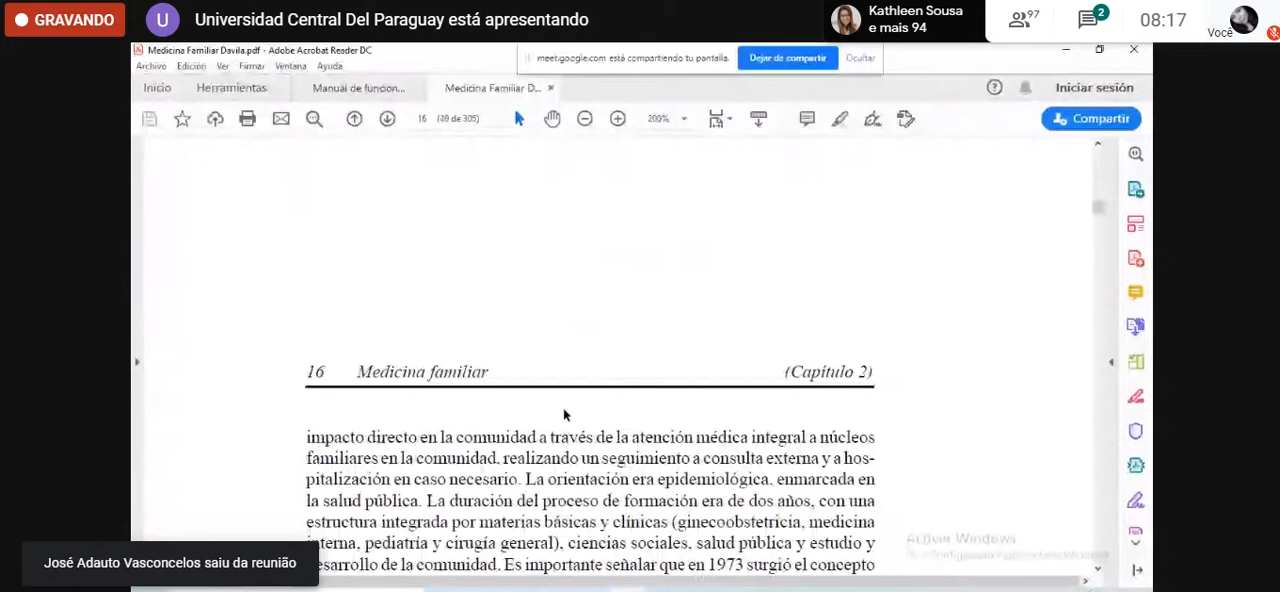 GRAVANDO
U
Universidad Central Del Paraguay está apresentando
Kathleen Sousa
e mais 94
97
2
08:17
Você
Medicina Familiar Davila.pdf - Adobe Acrobat Reader DC
meet.google.com está compartiendo tu pantalla.
Dejar de compartir
Ocultar
Archivo Edición Ver Firmar Ventana Ayuda
Inicio
Herramientas
Manual de funcion...
Medicina Familiar D...
Iniciar sesión
16 (49 de 305)
200%
Compartir
16 Medicina familiar (Capítulo 2)
impacto directo en la comunidad a través de la atención médica integral a núcleos
familiares en la comunidad, realizando un seguimiento a consulta externa y a hos-
pitalización en caso necesario. La orientación era epidemiológica, enmarcada en
la salud pública. La duración del proceso de formación era de dos años, con una
estructura integrada por materias básicas y clínicas (ginecoobstetricia, medicina
interna, pediatría y cirugía general), ciencias sociales, salud pública y estudio y
desarrollo de la comunidad. Es importante señalar que en 1973 surgió el concepto
Active Windows
José Adauto Vasconcelos saiu da reunião